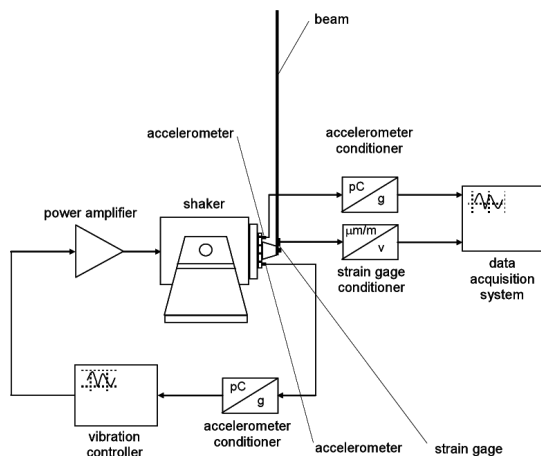 beam
accelerometer
accelerometer
conditioner
shaker
pC
g
power amplifier
μm/m
v
strain gage
conditioner
data
acquisition
system
pC
g
vibration
controller
accelerometer
conditioner
accelerometer
strain gage